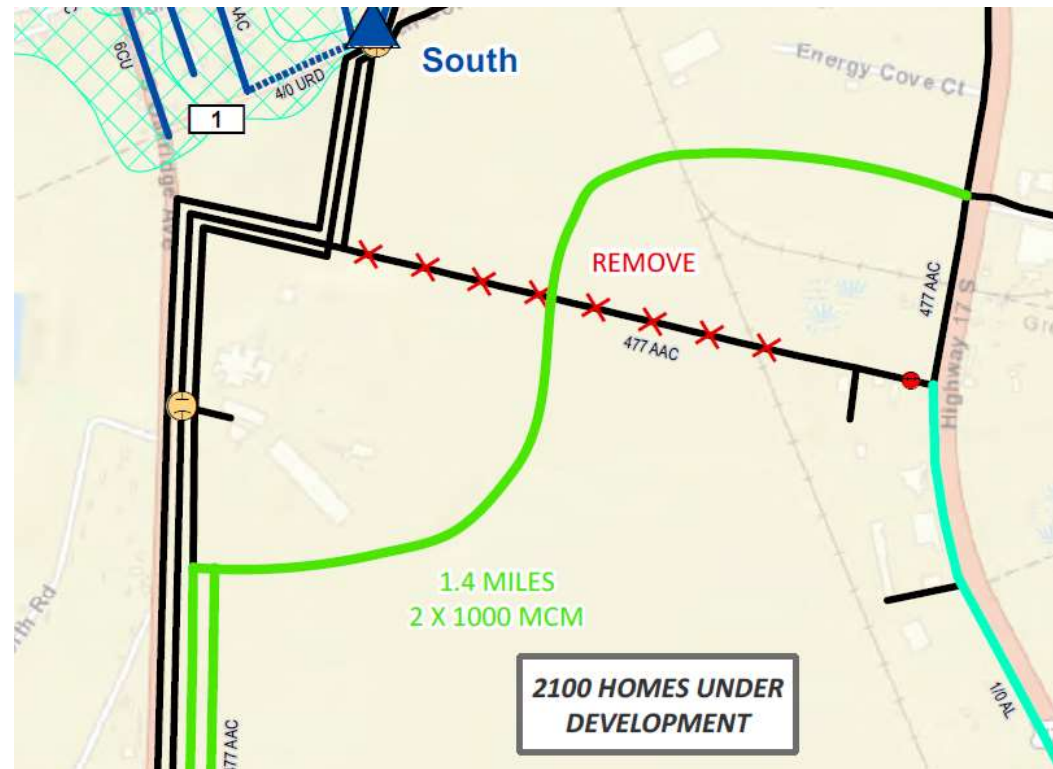 AAC
6CU
4/0 URD
South
Energy Cove Ct
1
REMOVE
477 AAC
477 AAC
Highway 17 S
1.4 MILES
2 X 1000 MCM
2100 HOMES UNDER
DEVELOPMENT
1/0 AL